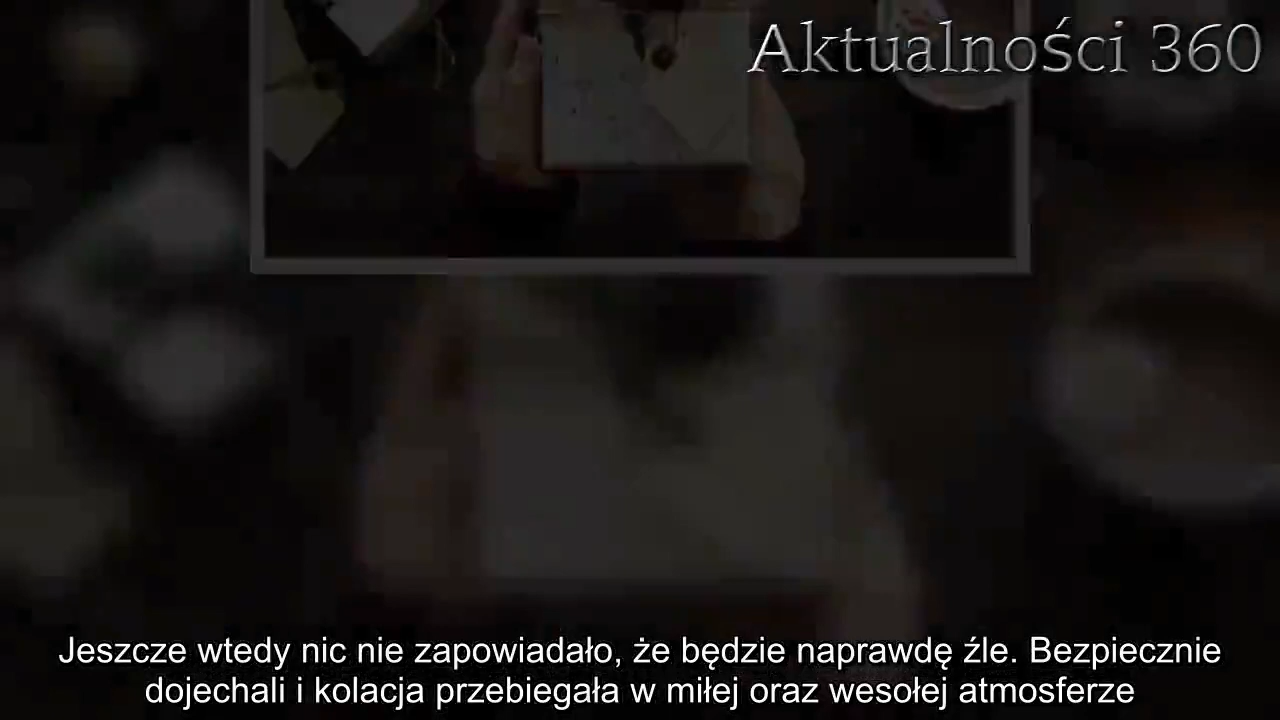 Aktualności 360
Jeszcze wtedy nic nie zapowiadało, że będzie naprawdę źle. Bezpiecznie
dojechali i kolacja przebiegała w miłej oraz wesołej atmosferze